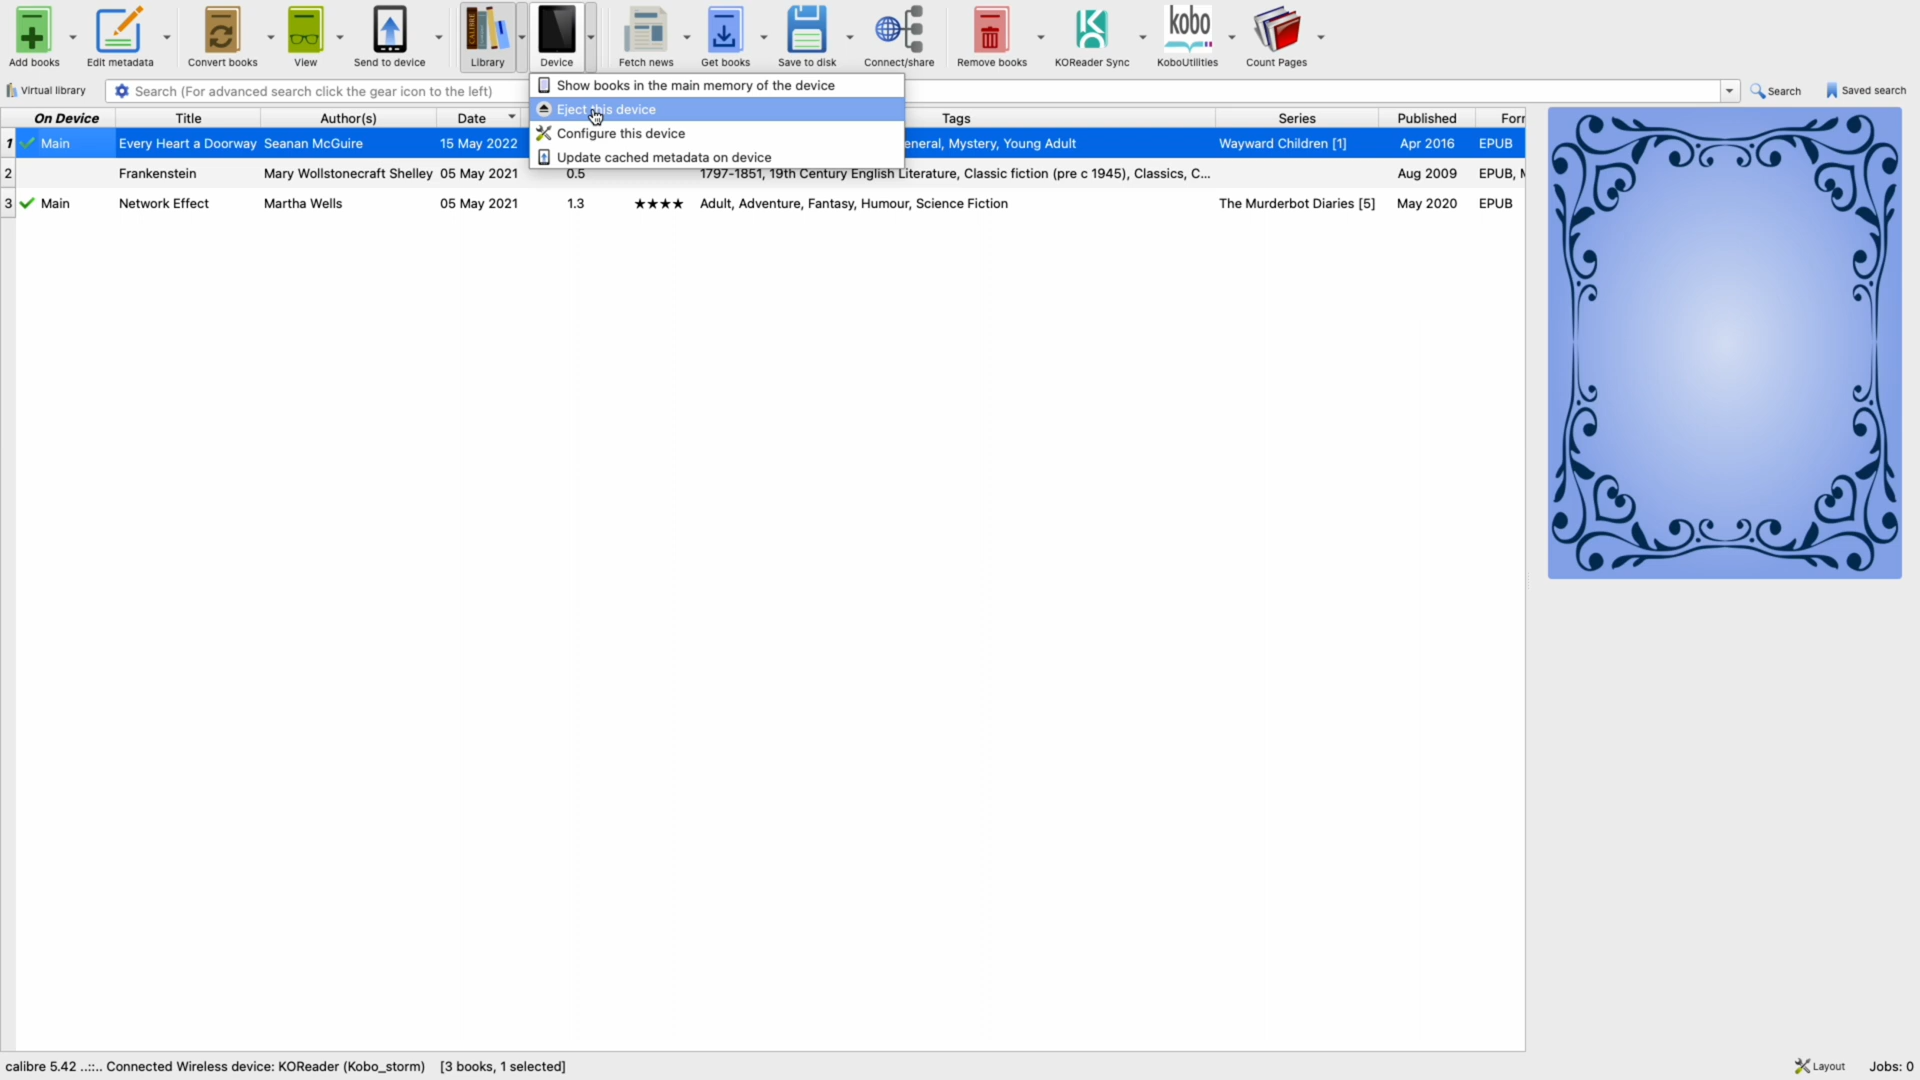 Add books Edit metadata Convert books View Send to device CALIBRE Library Device Fetch news Get books Save to disk Connect/share Remove books KOReader Sync kobo KoboUtilities Count Pages
Virtual library Search (For advanced search click the gear icon to the left) Search Saved search
Show books in the main memory of the device
Eject this device
Configure this device
Update cached metadata on device
On Device Title Author(s) Date Tags Series Published Forr
1 Main Every Heart a Doorway Seanan McGuire 15 May 2022 eneral, Mystery, Young Adult Wayward Children [1] Apr 2016 EPUB
2 Frankenstein Mary Wollstonecraft Shelley 05 May 2021 0.5 1797-1851, 19th Century English Literature, Classic fiction (pre c 1945), Classics, C... Aug 2009 EPUB, M
3 Main Network Effect Martha Wells 05 May 2021 1.3 ★★★★ Adult, Adventure, Fantasy, Humour, Science Fiction The Murderbot Diaries [5] May 2020 EPUB
calibre 5.42 ..::.. Connected Wireless device: KOReader (Kobo_storm) [3 books, 1 selected] Layout Jobs: 0